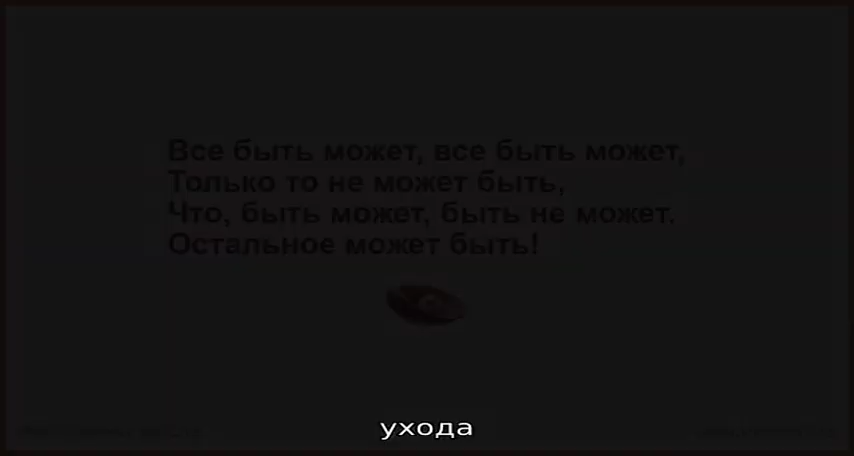 Все быть может, все быть может,
Только то не может быть,
Что, быть может, быть не может.
Остальное может быть!
ухода